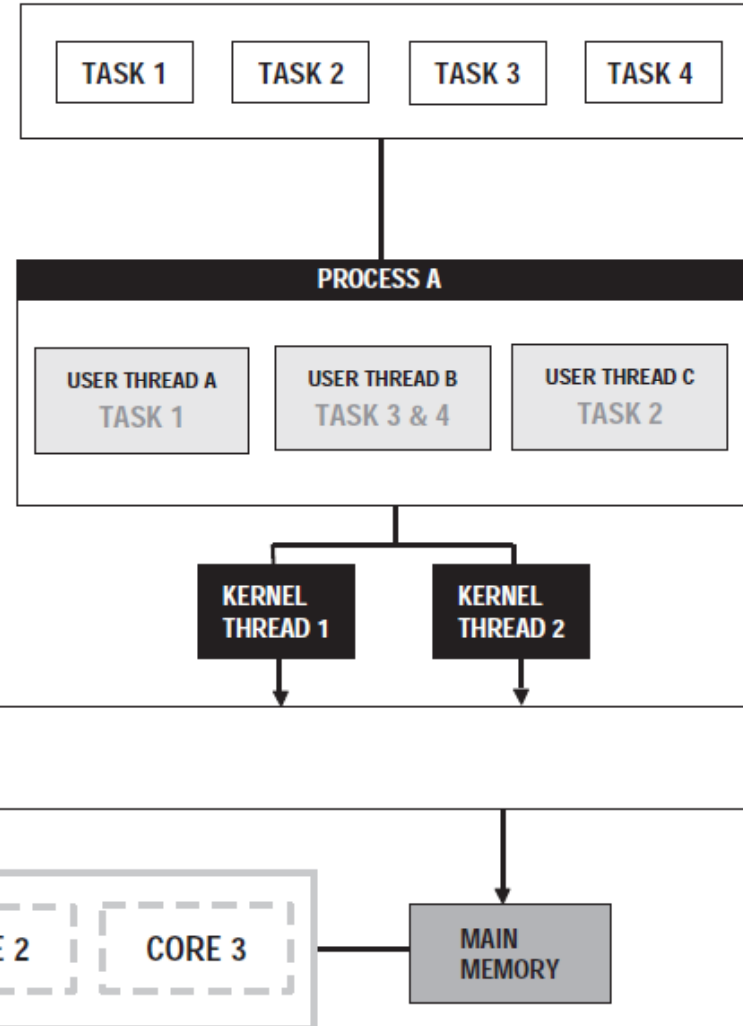 TASK 1
TASK 2
TASK 3
TASK 4
PROCESS A
USER THREAD A
TASK 1
USER THREAD B
TASK 3 & 4
USER THREAD C
TASK 2
KERNEL
THREAD 1
KERNEL
THREAD 2
E 2
CORE 3
MAIN
MEMORY